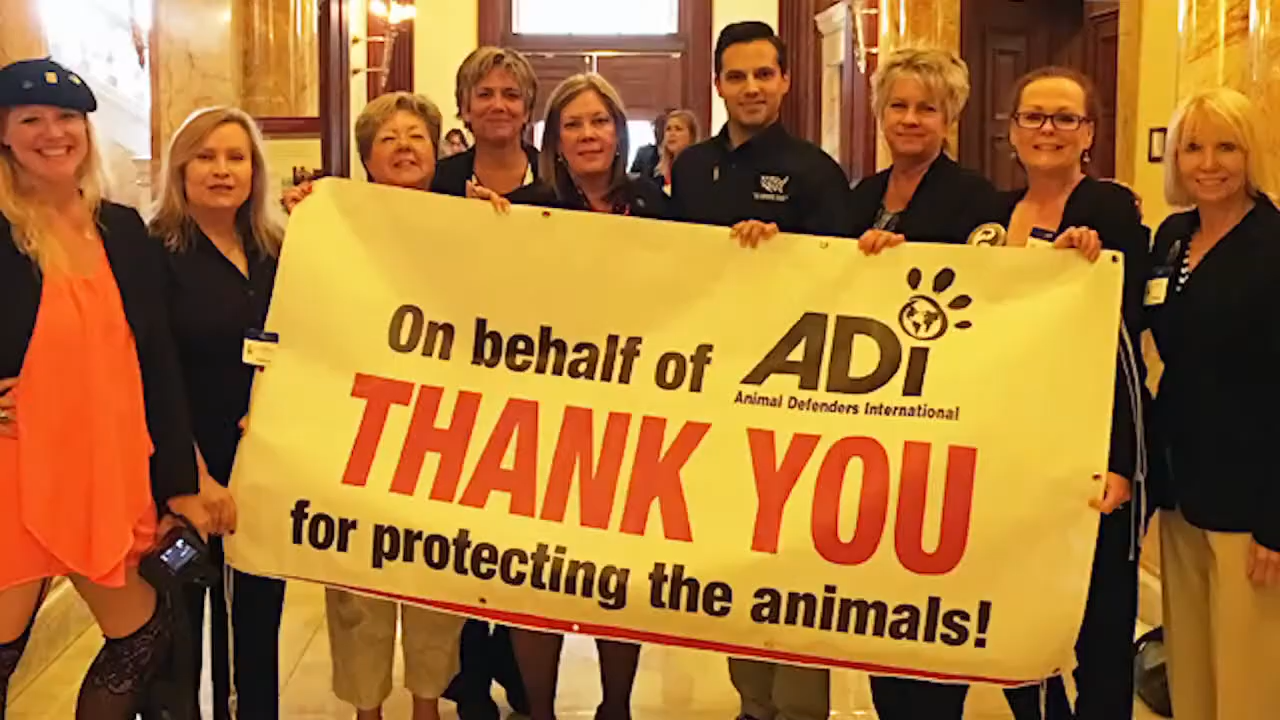 On behalf of ADi
Animal Defenders International
THANK YOU
for protecting the animals!